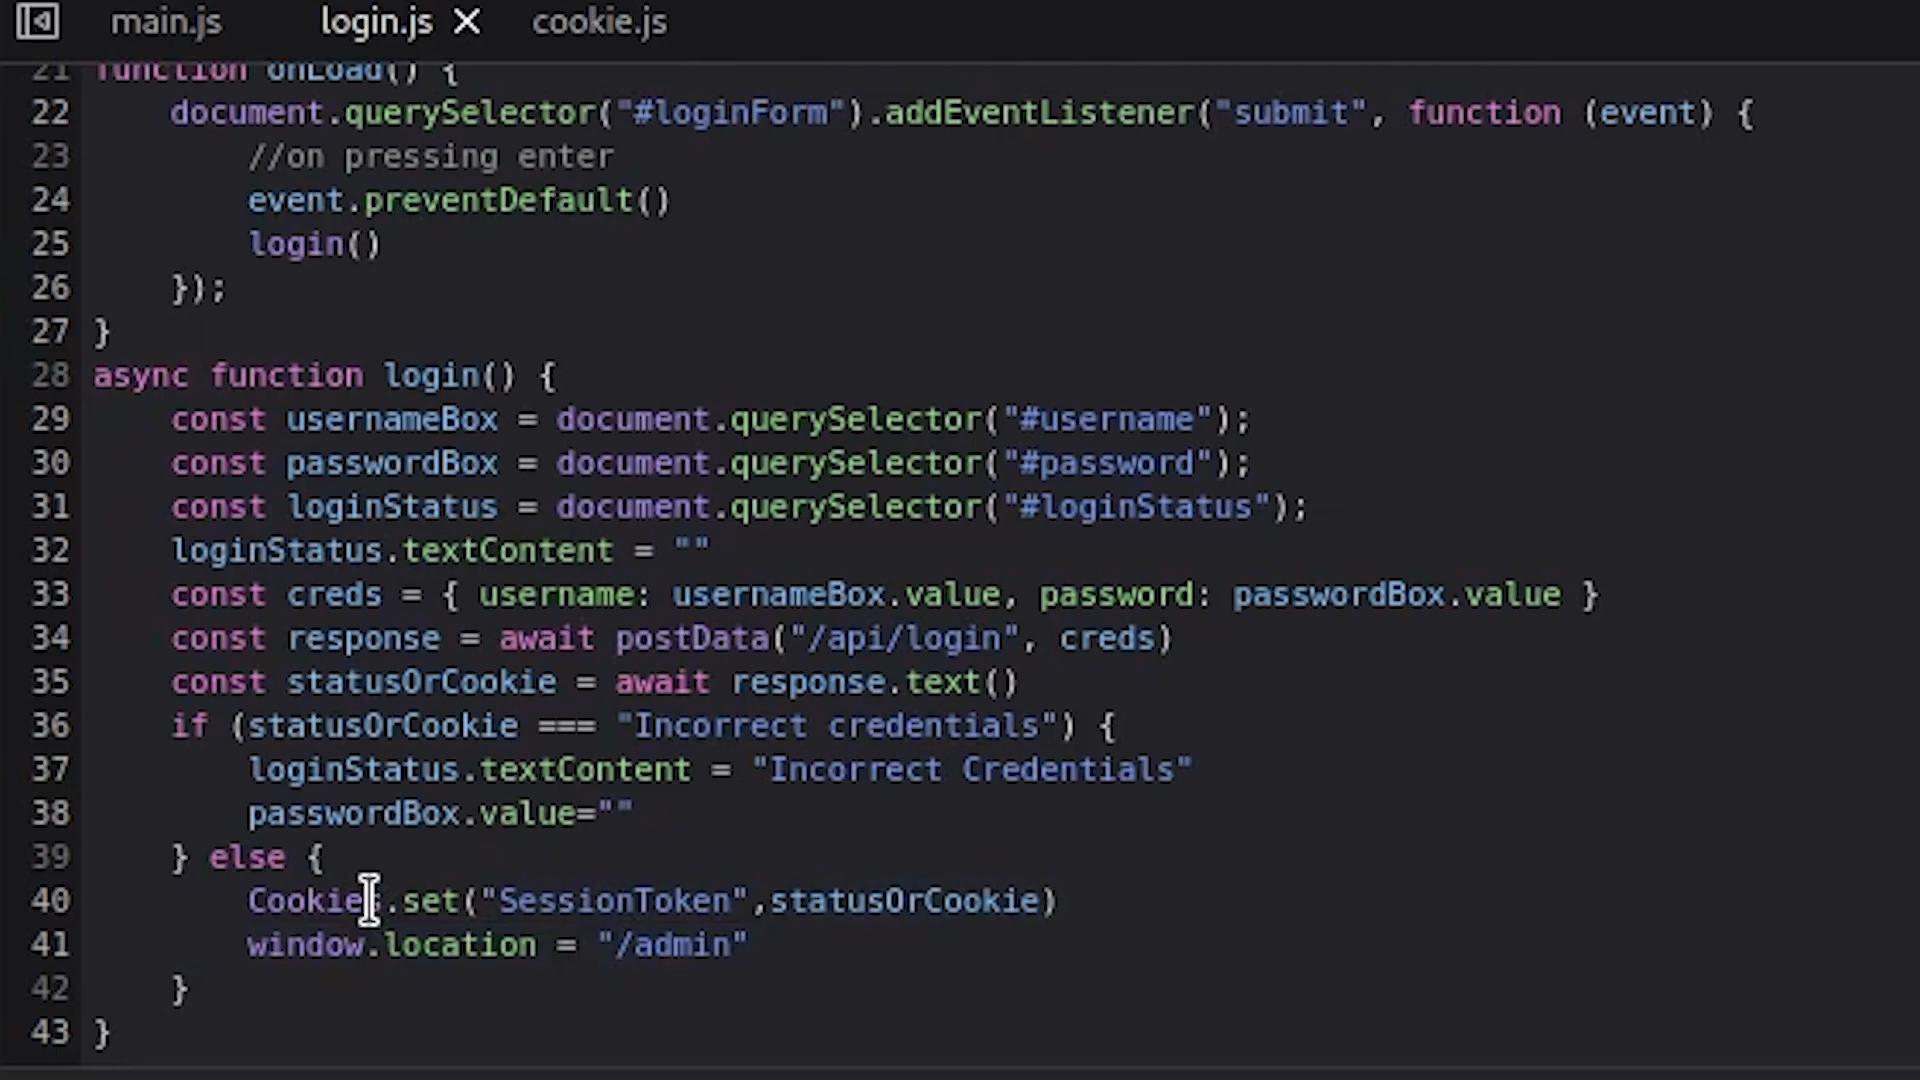 main.js login.js cookie.js
21 function onLoad() {
22 document.querySelector("#loginForm").addEventListener("submit", function (event) {
23 //on pressing enter
24 event.preventDefault()
25 login()
26 });
27 }
28 async function login() {
29 const usernameBox = document.querySelector("#username");
30 const passwordBox = document.querySelector("#password");
31 const loginStatus = document.querySelector("#loginStatus");
32 loginStatus.textContent = ""
33 const creds = { username: usernameBox.value, password: passwordBox.value }
34 const response = await postData("/api/login", creds)
35 const statusOrCookie = await response.text()
36 if (statusOrCookie === "Incorrect credentials") {
37 loginStatus.textContent = "Incorrect Credentials"
38 passwordBox.value=""
39 } else {
40 Cookies.set("SessionToken",statusOrCookie)
41 window.location = "/admin"
42 }
43 }